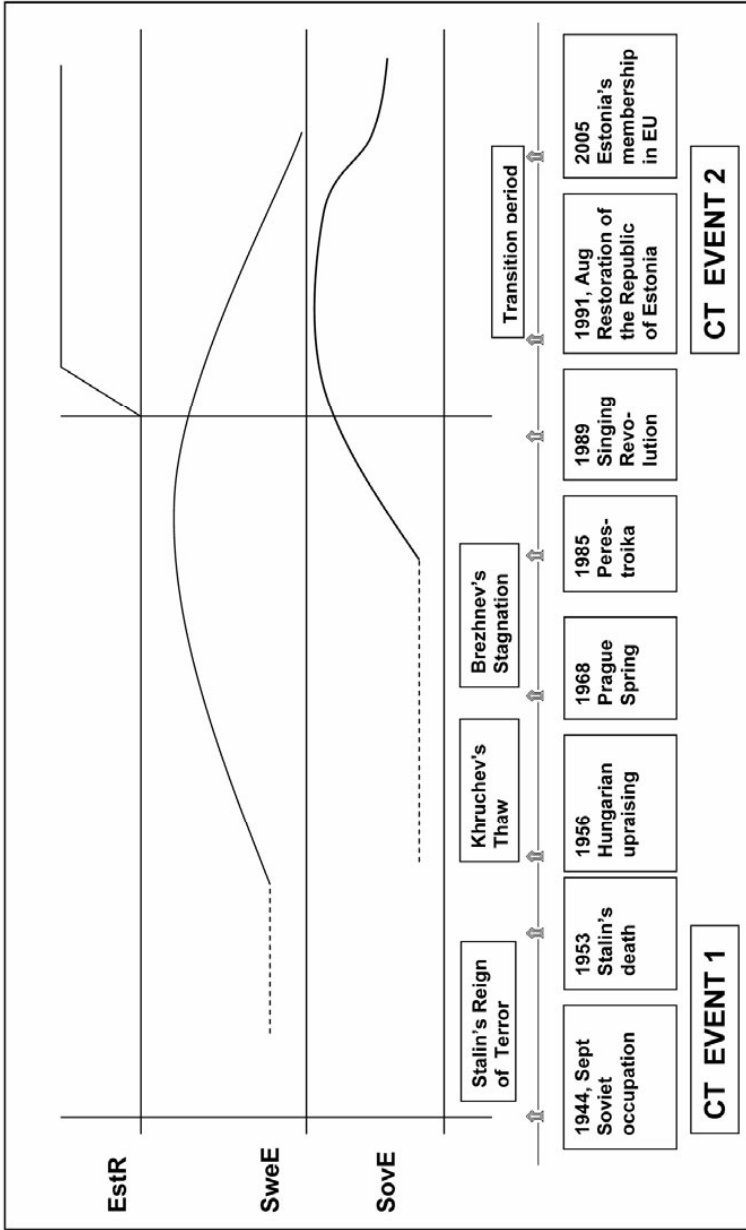 EstR
SweE
SovE
Stalin's Reign
of Terror
Khruchev's
Thaw
Brezhnev's
Stagnation
Transition period
1944, Sept
Soviet
occupation
1953
Stalin's
death
1956
Hungarian
upraising
1968
Prague
Spring
1985
Peres-
troika
1989
Singing
Revo-
lution
1991, Aug
Restoration of
the Republic
of Estonia
2005
Estonia's
membership
in EU
CT EVENT 1
CT EVENT 2